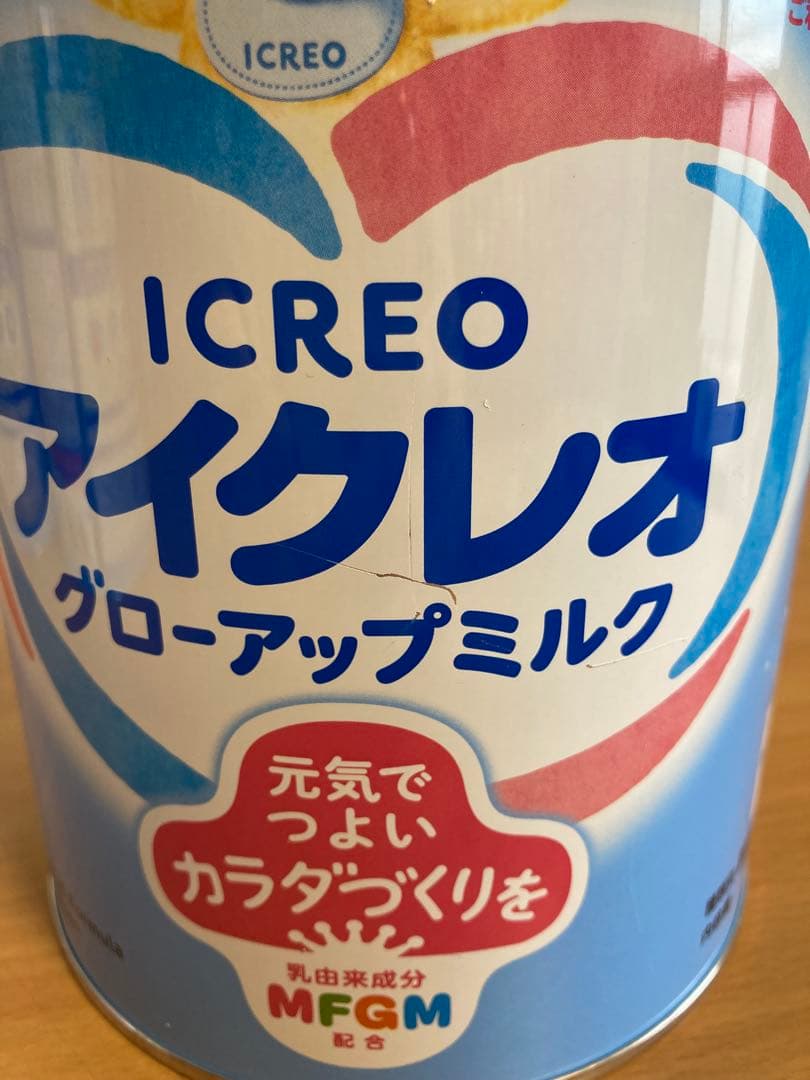 ICREO
ICREO
アイクレオ
グローアップミルク
元気で
つよい
カラダづくりを
乳由来成分
MFGM
配合